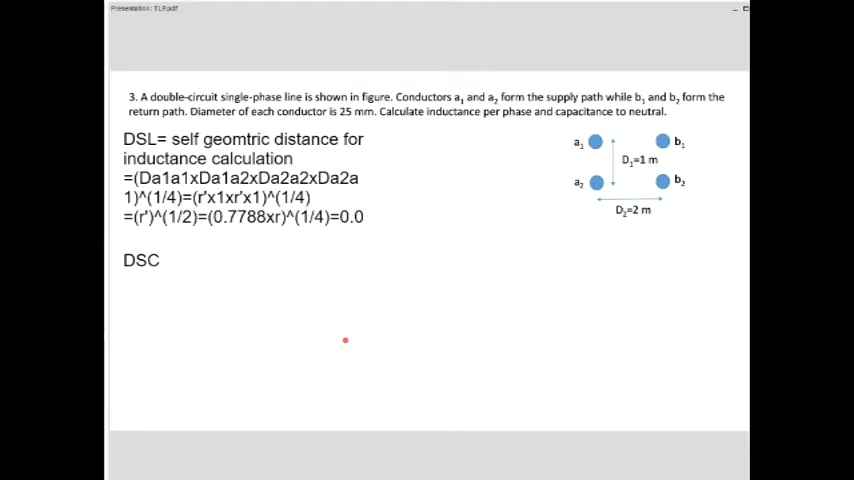 Presentation: TLP.pdf
3. A double-circuit single-phase line is shown in figure. Conductors a₁ and a₂ form the supply path while b₁ and b₂ form the
return path. Diameter of each conductor is 25 mm. Calculate inductance per phase and capacitance to neutral.
DSL= self geomtric distance for
inductance calculation
=(Da1a1xDa1a2xDa2a2xDa2a
1)^(1/4)=(r'x1xr'x1)^(1/4)
=(r')^(1/2)=(0.7788xr)^(1/4)=0.0
DSC
a₁
b₁
D₁=1 m
a₂
b₂
D₂=2 m